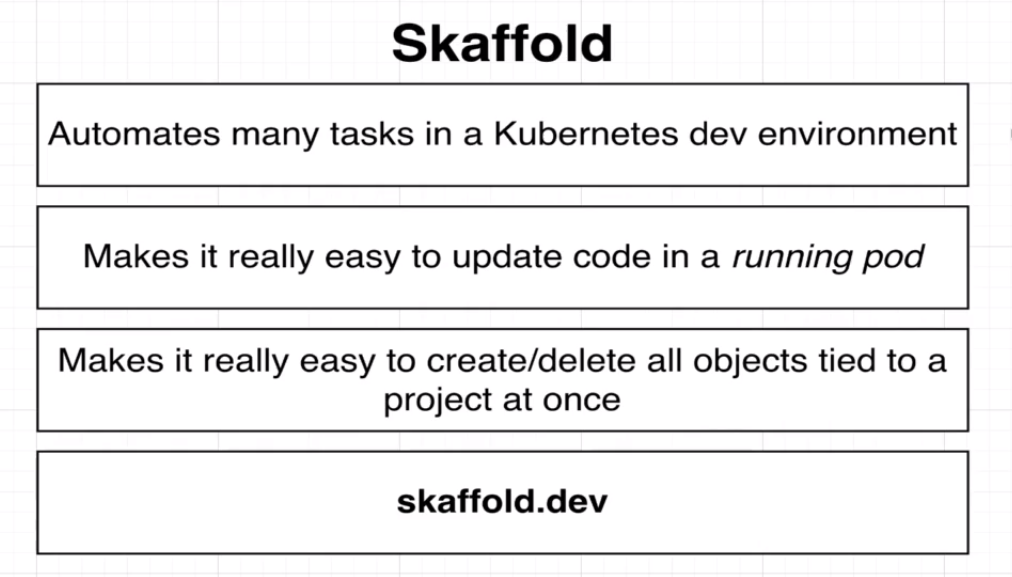 Skaffold
Automates many tasks in a Kubernetes dev environment
Makes it really easy to update code in a running pod
Makes it really easy to create/delete all objects tied to a
project at once
skaffold.dev